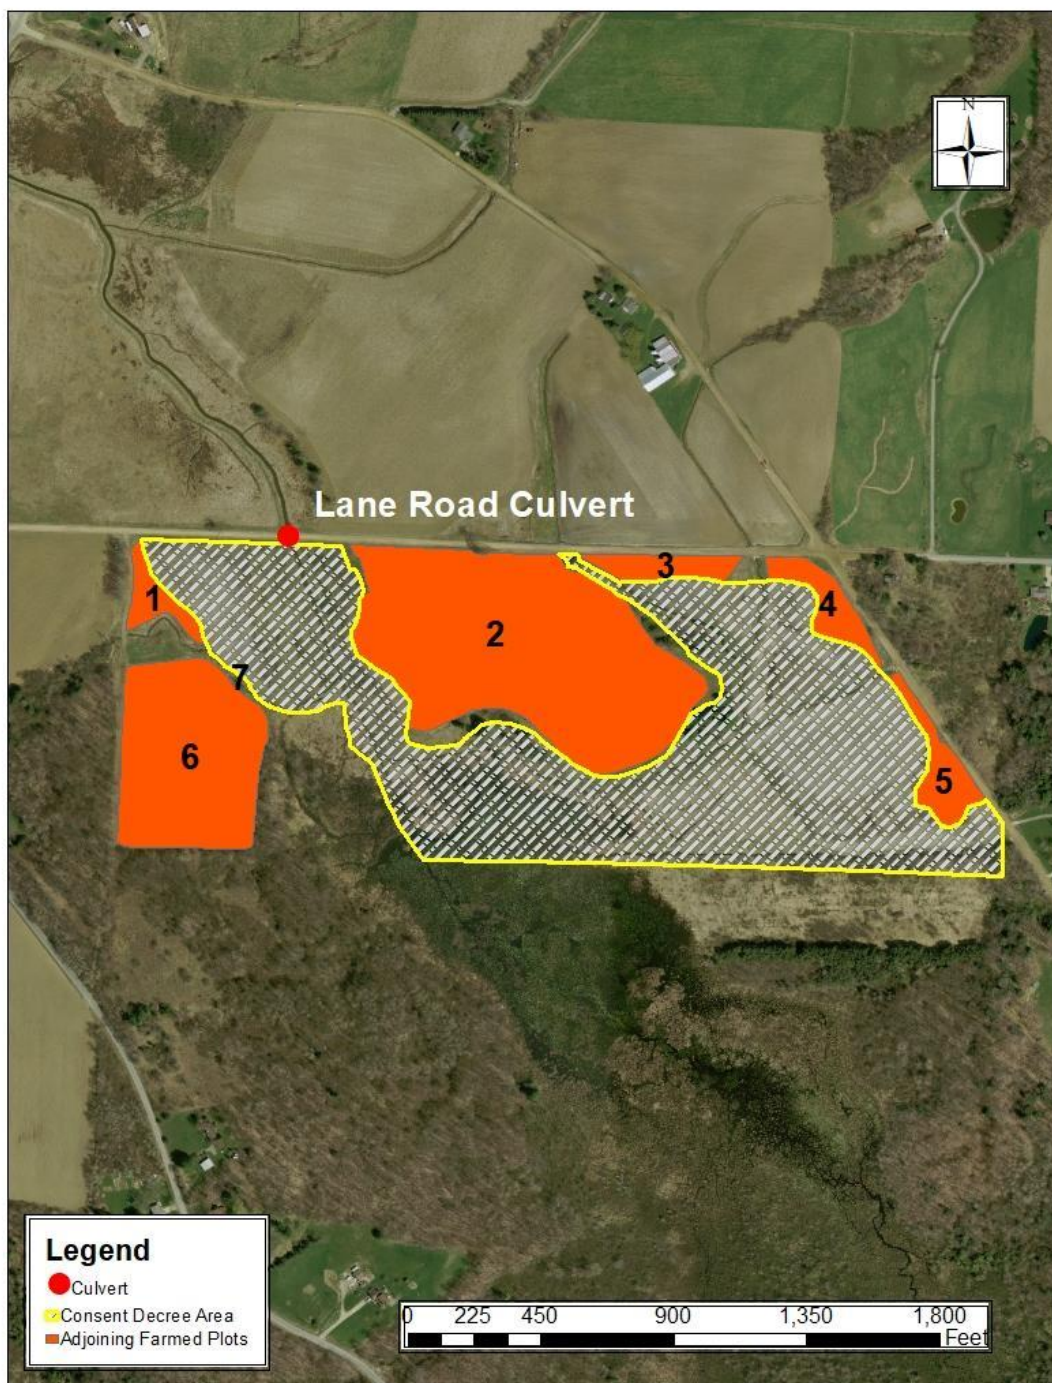 N
Lane Road Culvert
3
1
4
2
7
6
5
Legend
Culvert
Consent Decree Area
Adjoining Farmed Plots
0 225 450 900 1,350 1,800
Feet